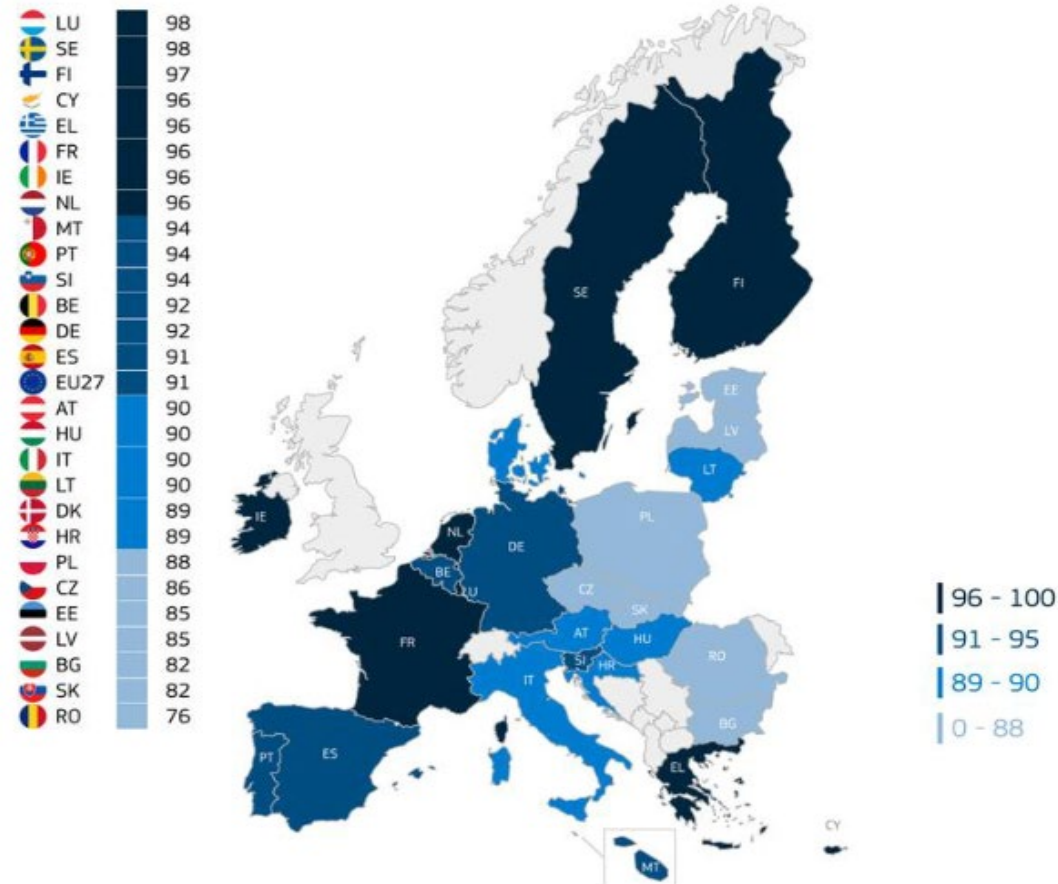 LU 98
SE 98
FI 97
CY 96
EL 96
FR 96
IE 96
NL 96
MT 94
PT 94
SI 94
BE 92
DE 92
ES 91
EU27 91
AT 90
HU 90
IT 90
LT 90
DK 89
HR 89
PL 88
CZ 86
EE 85
LV 85
BG 82
SK 82
RO 76
SE
FI
EE
LV
LT
IE
NL
PL
DE
BE
LU
CZ
SK
FR
AT
HU
SI
HR
RO
IT
BG
PT
ES
EL
CY
MT
96 - 100
91 - 95
89 - 90
0 - 88